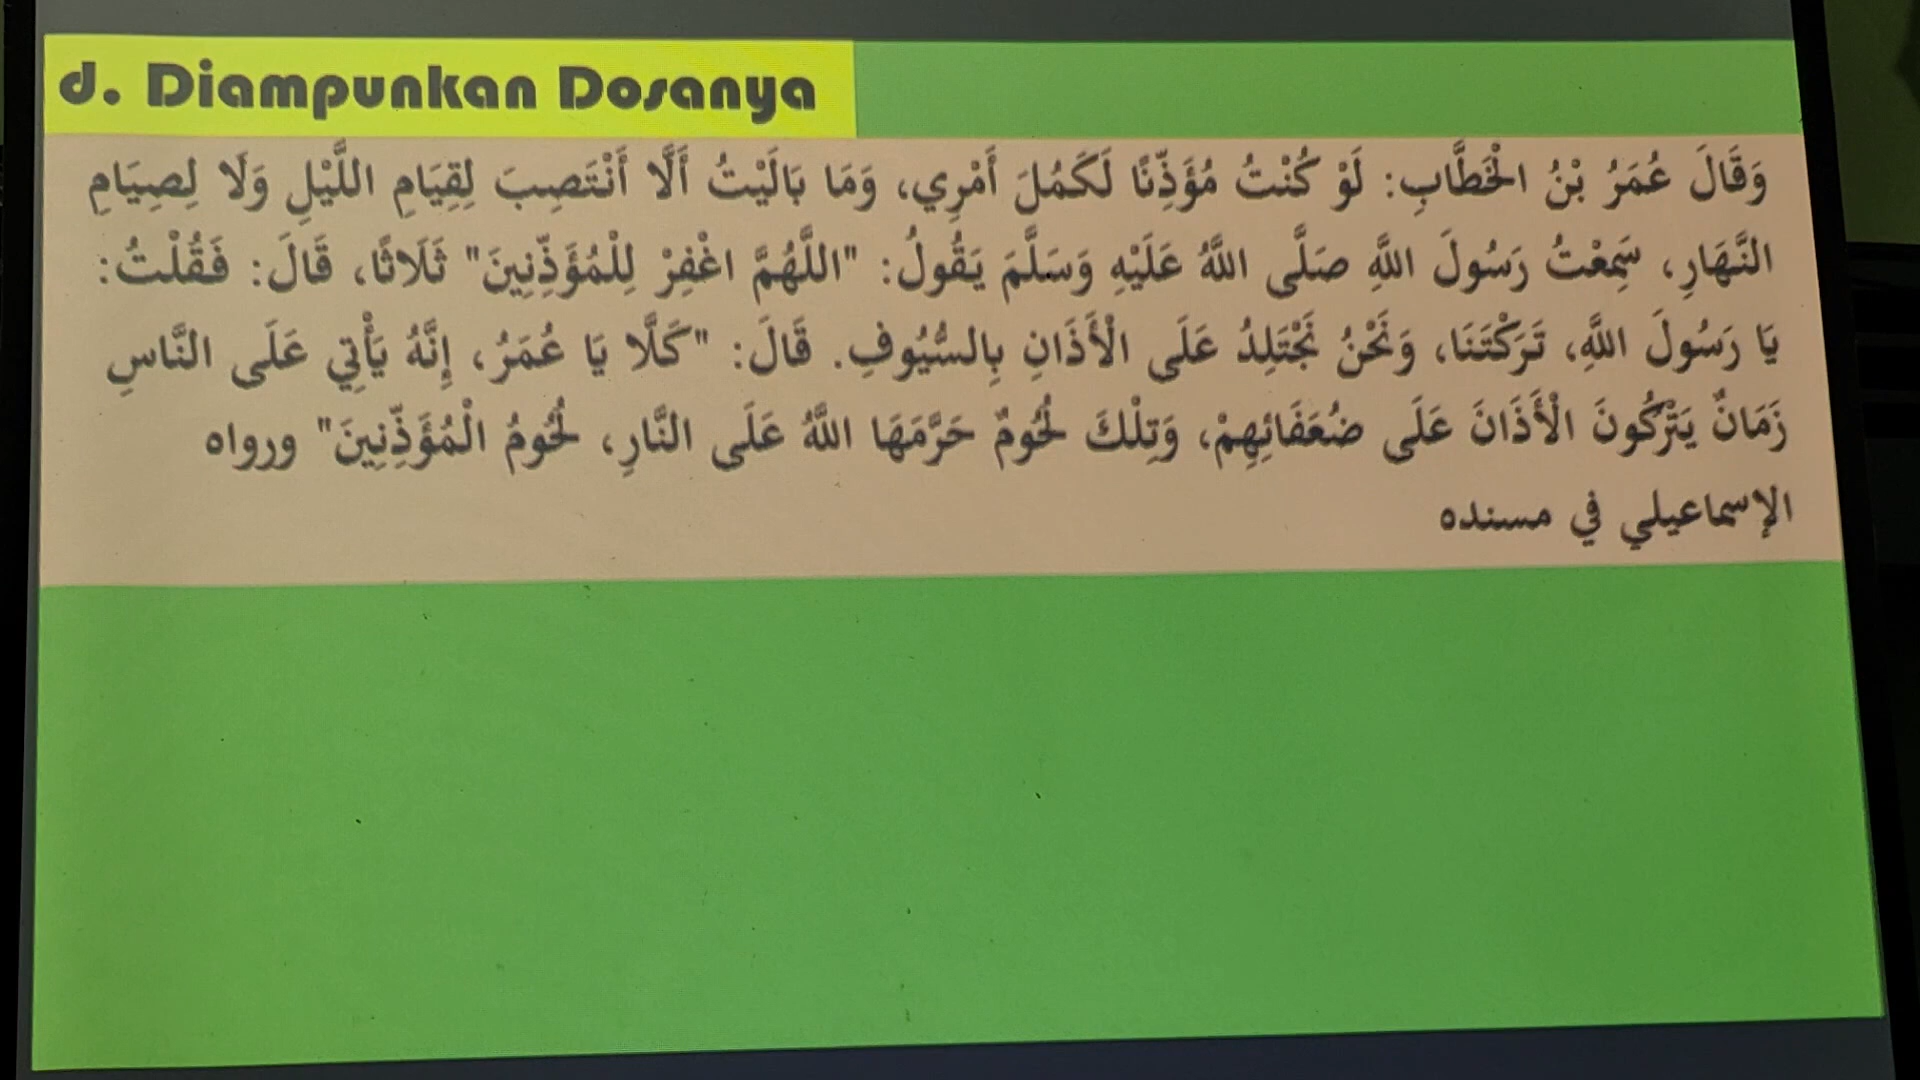 d. Diampunkan Dosanya
وَقَالَ عُمَرُ بْنُ الْخَطَّابِ: لَوْ كُنْتُ مُؤَذِّنًا لَكَمُلَ أَمْرِي، وَمَا بَالَيْتُ أَلَّا أَنْتَصِبَ لِقِيَامِ اللَّيْلِ وَلَا لِصِيَامِ
النَّهَارِ، سَمِعْتُ رَسُولَ اللَّهِ صَلَّى اللَّهُ عَلَيْهِ وَسَلَّمَ يَقُولُ: "اللَّهُمَّ اغْفِرْ لِلْمُؤَذِّنِينَ" ثَلَاثًا، قَالَ: فَقُلْتُ:
يَا رَسُولَ اللَّهِ، تَرَكْتَنَا، وَنَحْنُ نَجْتَلِدُ عَلَى الْأَذَانِ بِالسُّيُوفِ. قَالَ: "كَلَّا يَا عُمَرُ، إِنَّهُ يَأْتِي عَلَى النَّاسِ
زَمَانٌ يَتْرُكُونَ الْأَذَانَ عَلَى ضُعَفَائِهِمْ، وَتِلْكَ لُحُومٌ حَرَّمَهَا اللَّهُ عَلَى النَّارِ، لُحُومُ الْمُؤَذِّنِينَ" ورواه
الإسماعيلي في مسنده